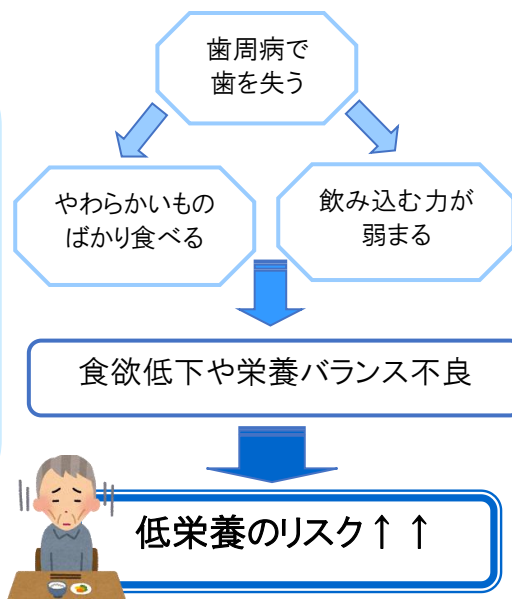 歯周病で
歯を失う
やわらかいもの
ばかり食べる
飲み込む力が
弱まる
食欲低下や栄養バランス不良
低栄養のリスク↑↑